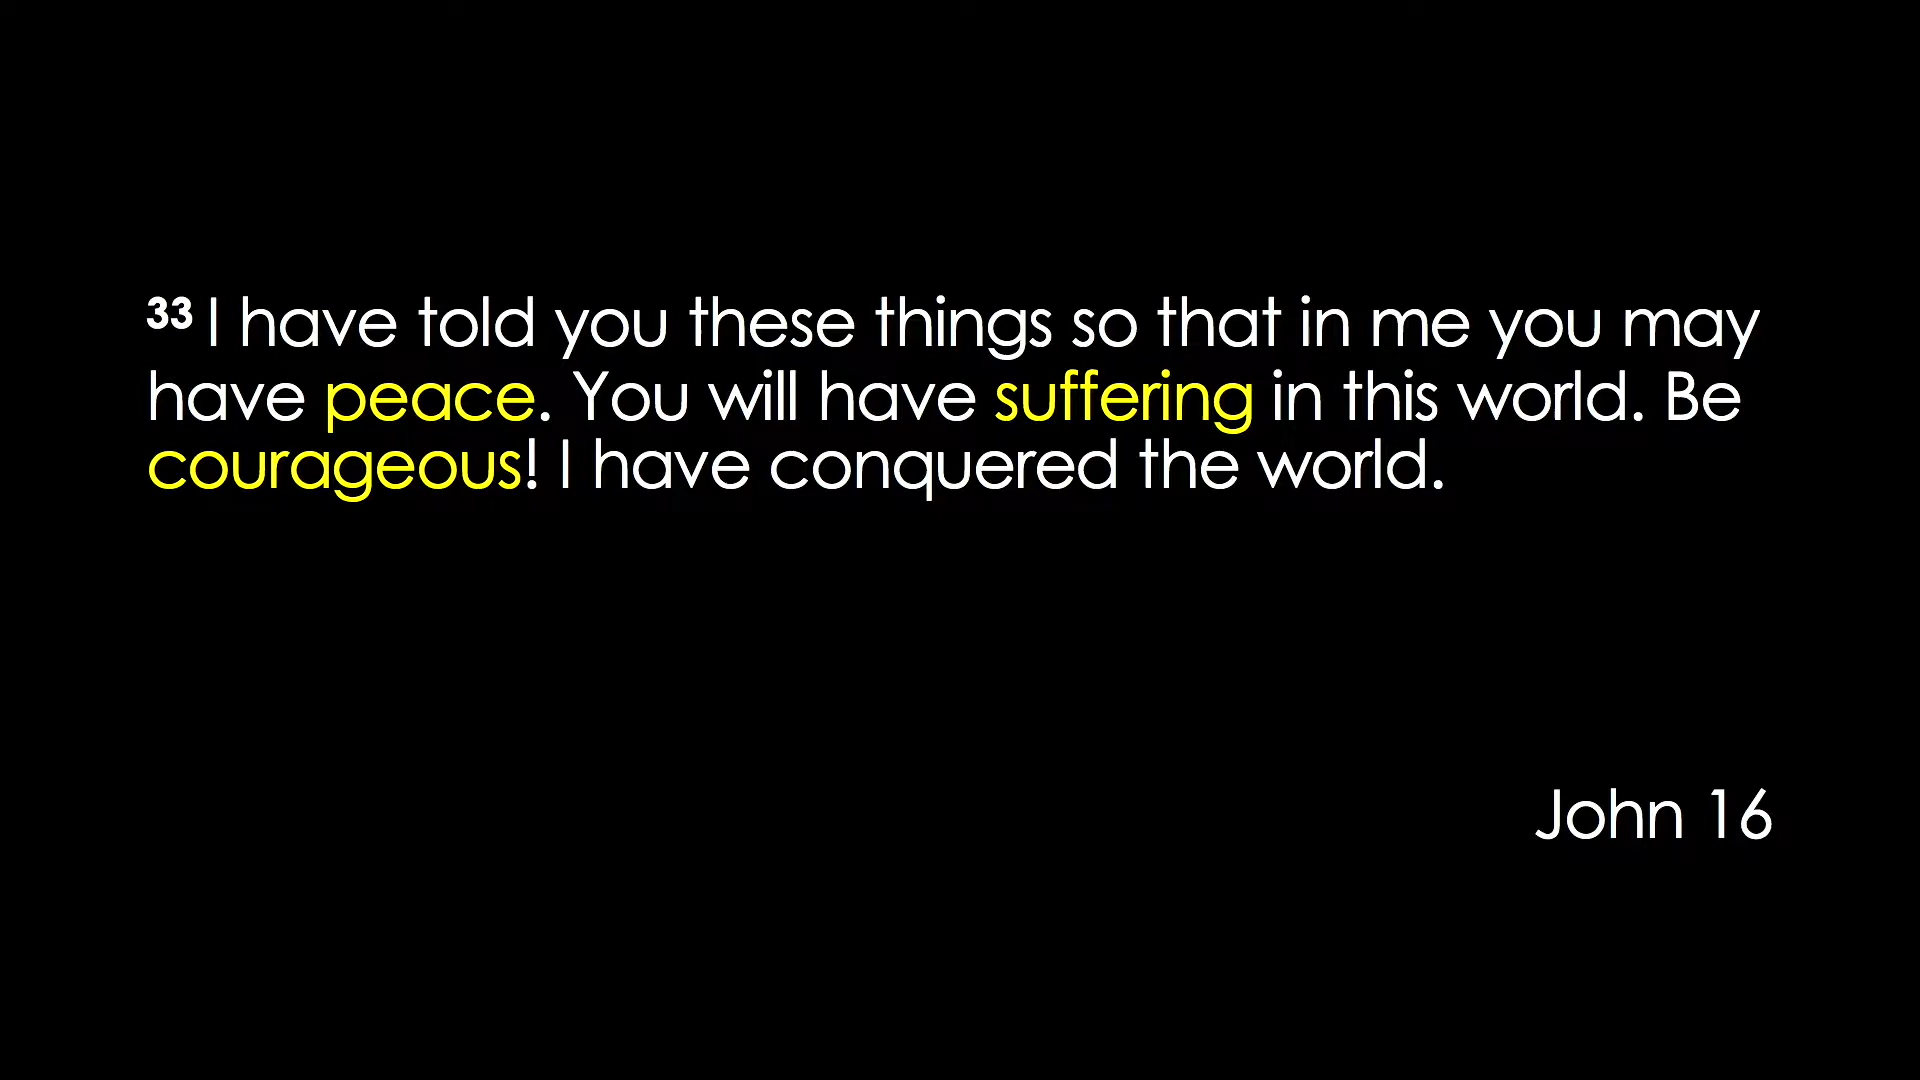 33 I have told you these things so that in me you may
have peace. You will have suffering in this world. Be
courageous! I have conquered the world.
John 16